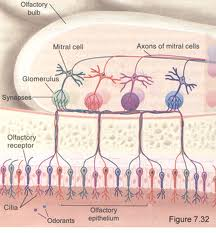 Olfactory
bulb
Mitral cell
Axons of mitral cells
Glomerulus
Synapses
Olfactory
receptor
Cilia
Odorants
Olfactory
epithelium
Figure 7.32